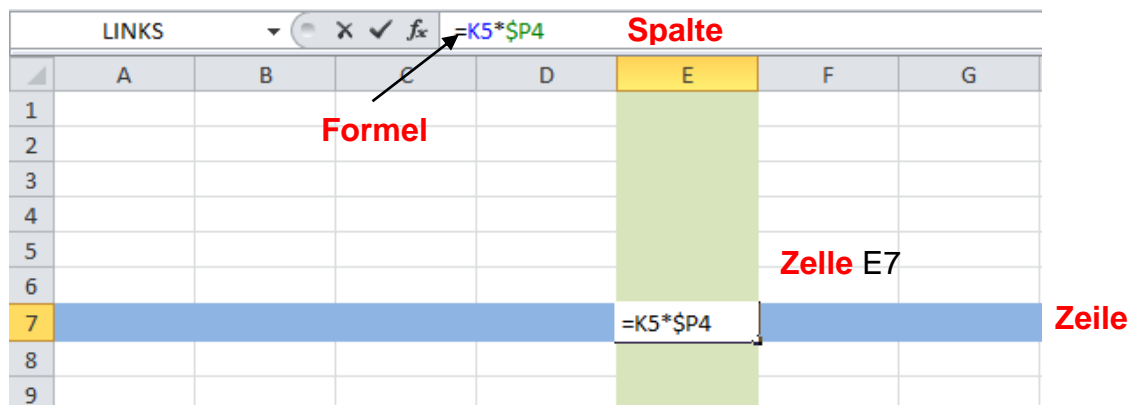 LINKS fx =K5*$P4 Spalte
A B C D E F G
1
Formel
2
3
4
5
Zelle E7
6
7 =K5*$P4 Zeile
8
9